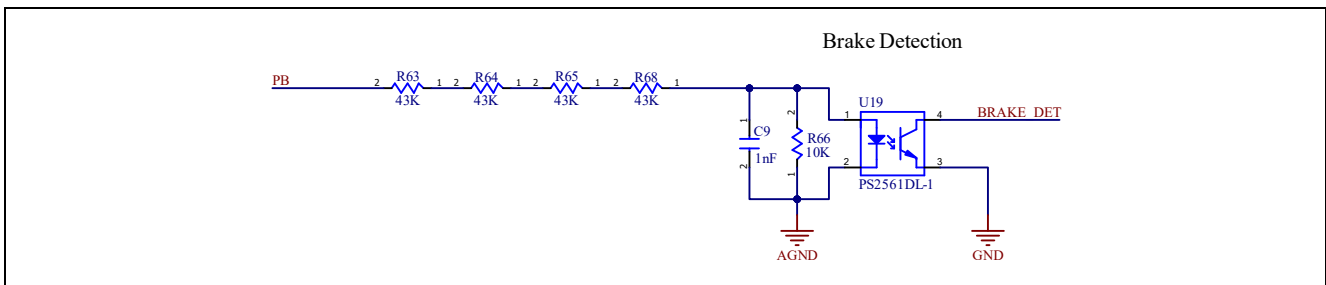 Brake Detection
PB
2 R63 1 2 R64 1 2 R65 1 2 R68 1
43K 43K 43K 43K
U19
1 C9 2 1 4 BRAKE_DET
R66
1nF 10K
2 1 2 3
PS2561DL-1
AGND GND